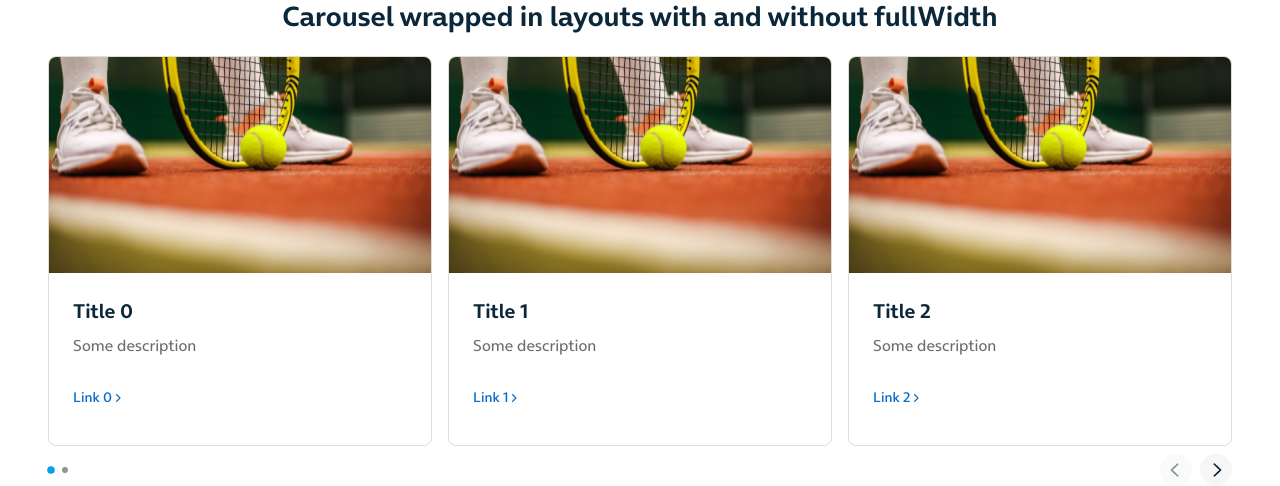 Carousel wrapped in layouts with and without fullWidth
Title 0
Some description
Link 0
Title 1
Some description
Link 1
Title 2
Some description
Link 2